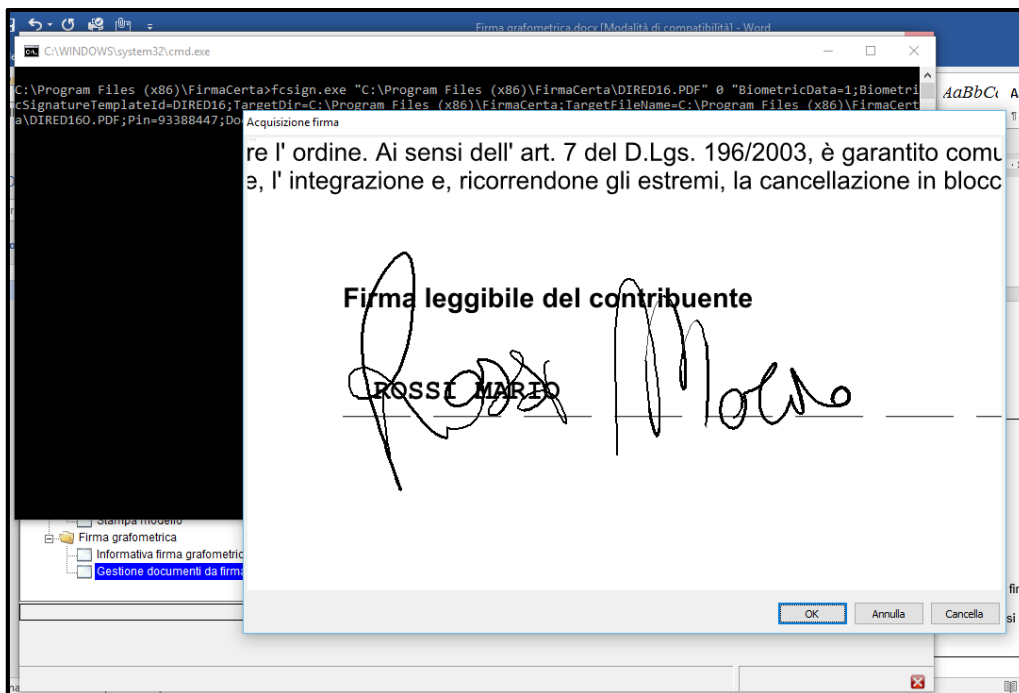 Firma grafometrica.docx [Modalità di compatibilità] - Word
C:\WINDOWS\system32\cmd.exe
C:\Program Files (x86)\FirmaCerta>fcsign.exe "C:\Program Files (x86)\FirmaCerta\DIRED16.PDF" 0 "BiometricData=1;Biometri
cSignatureTemplateId=DIRED16;TargetDir=C:\Program Files (x86)\FirmaCerta;TargetFileName=C:\Program Files (x86)\FirmaCert
a\DIRED16O.PDF;Pin=93388447;Do
AaBbCc
Acquisizione firma
re l' ordine. Ai sensi dell' art. 7 del D.Lgs. 196/2003, è garantito comu
e, l' integrazione e, ricorrendone gli estremi, la cancellazione in blocc
Firma leggibile del contribuente
ROSSI MARIO
Rossi Mario
Stampa modello
Firma grafometrica
Informativa firma grafometric
Gestione documenti da firma
OK Annulla Cancella
fir
si